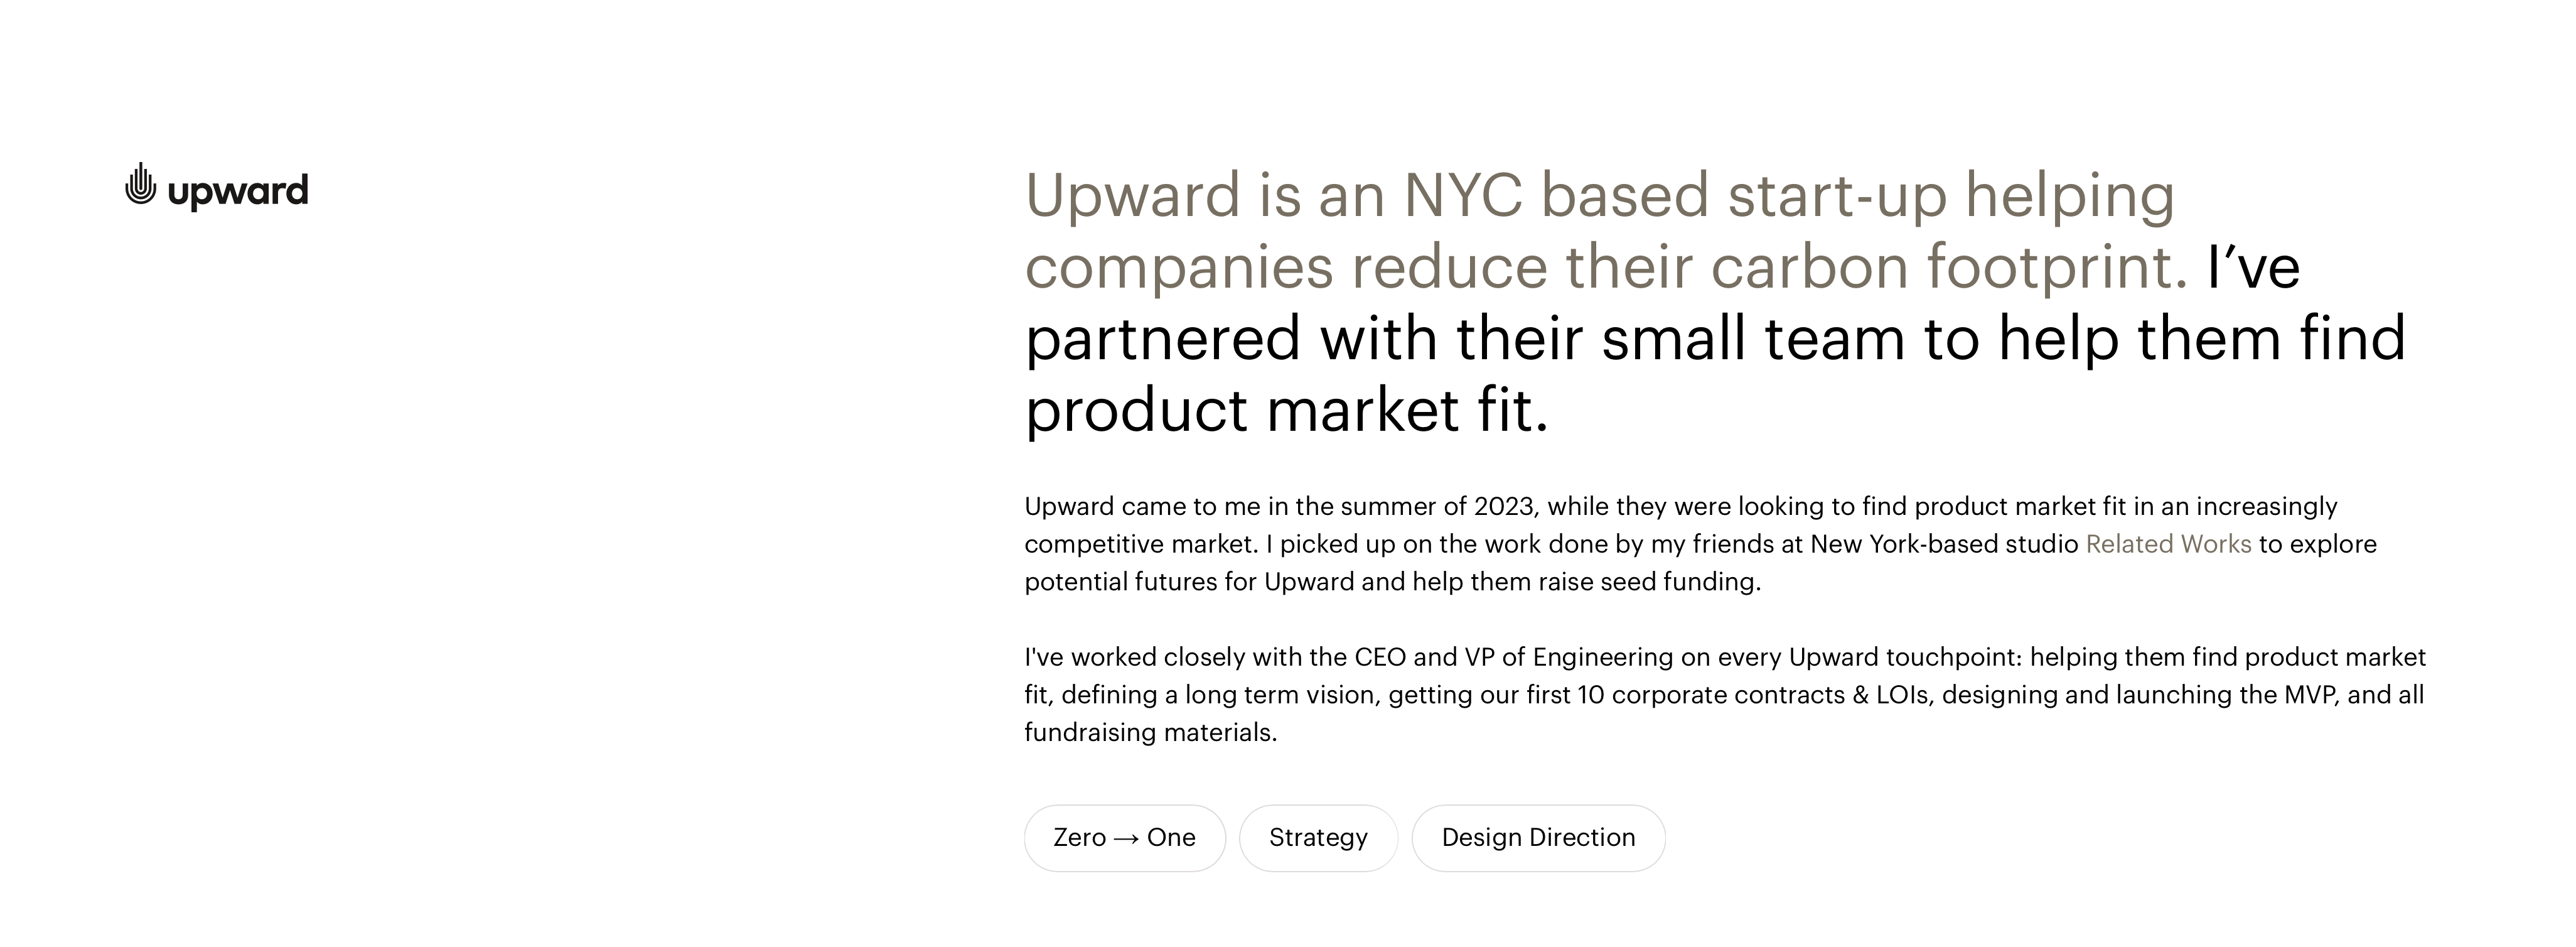 upward
Upward is an NYC based start-up helping
companies reduce their carbon footprint. I’ve
partnered with their small team to help them find
product market fit.
Upward came to me in the summer of 2023, while they were looking to find product market fit in an increasingly
competitive market. I picked up on the work done by my friends at New York-based studio Related Works to explore
potential futures for Upward and help them raise seed funding.
I've worked closely with the CEO and VP of Engineering on every Upward touchpoint: helping them find product market
fit, defining a long term vision, getting our first 10 corporate contracts & LOIs, designing and launching the MVP, and all
fundraising materials.
Zero → One
Strategy
Design Direction